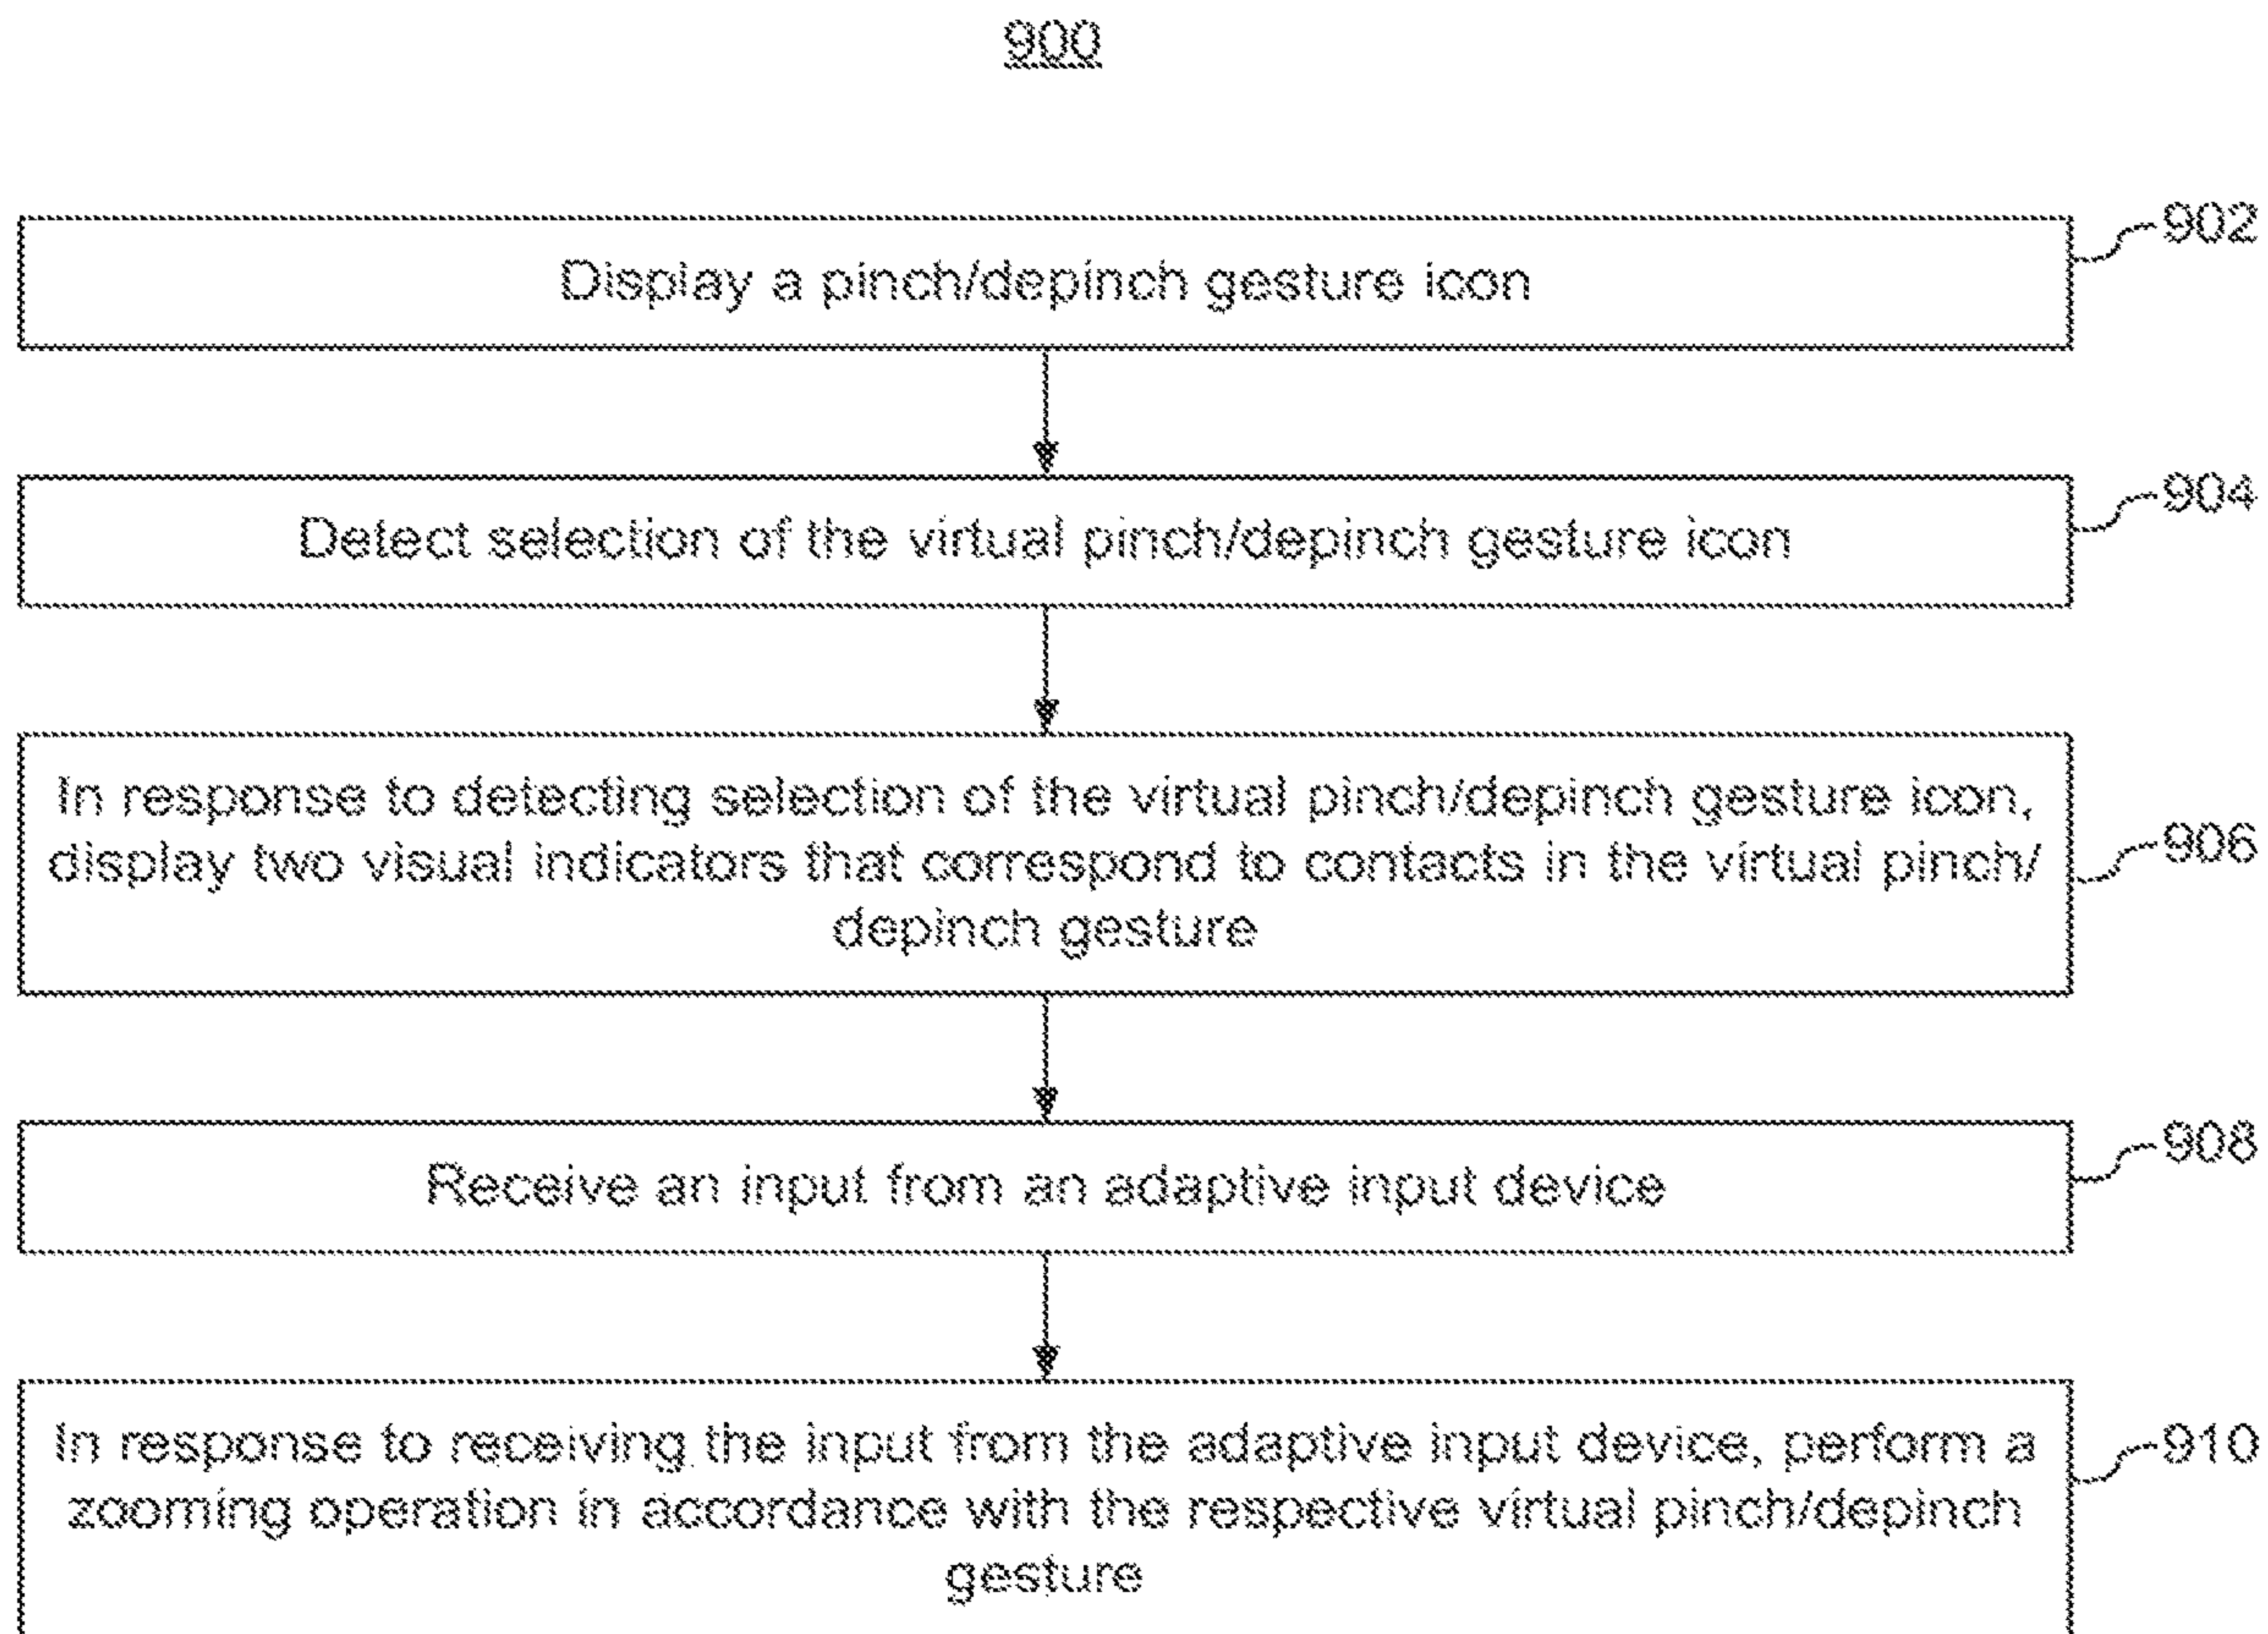 900
Display a pinch/depinch gesture icon
902
Detect selection of the virtual pinch/depinch gesture icon
904
In response to detecting selection of the virtual pinch/depinch gesture icon,
display two visual indicators that correspond to contacts in the virtual pinch/
depinch gesture
906
Receive an input from an adaptive input device
908
In response to receiving the input from the adaptive input device, perform a
zooming operation in accordance with the respective virtual pinch/depinch
gesture
910